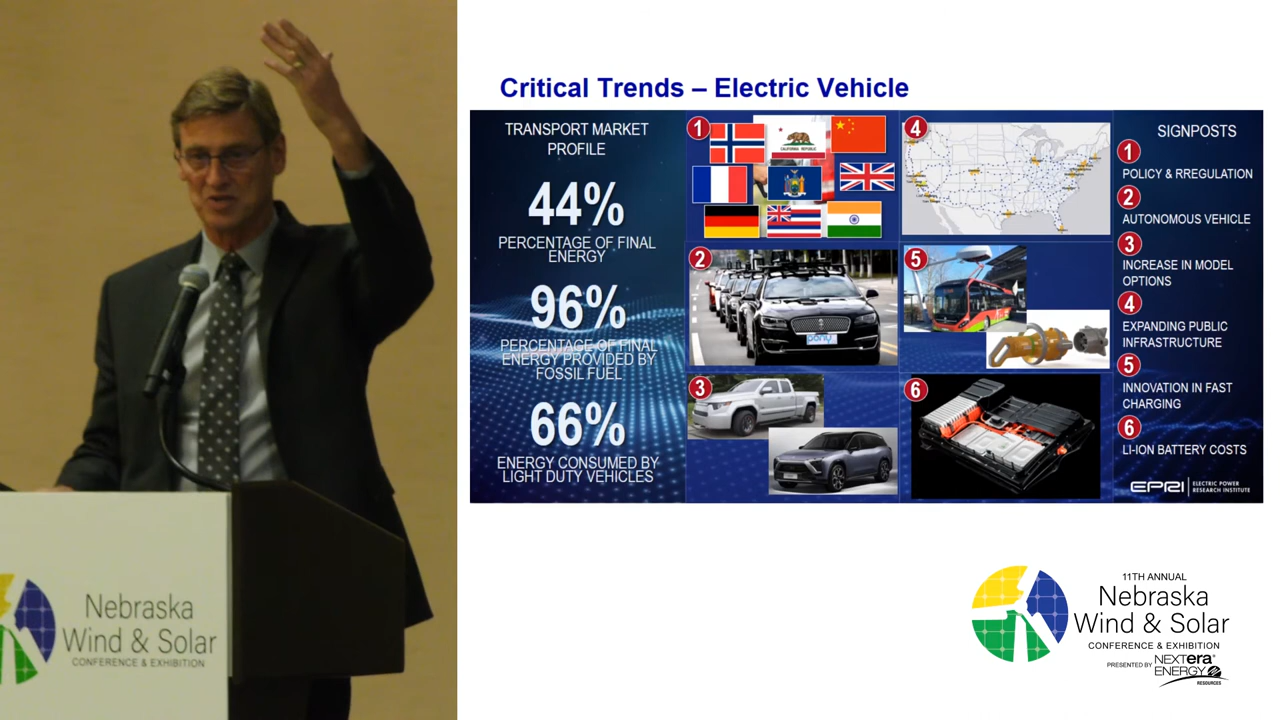 Critical Trends – Electric Vehicle
TRANSPORT MARKET
PROFILE
44%
PERCENTAGE OF FINAL
ENERGY
96%
PERCENTAGE OF FINAL
ENERGY PROVIDED BY
FOSSIL FUEL
66%
ENERGY CONSUMED BY
LIGHT DUTY VEHICLES
1
CALIFORNIA REPUBLIC
2
pony
3
4
5
6
SIGNPOSTS
1
POLICY & RREGULATION
2
AUTONOMOUS VEHICLE
3
INCREASE IN MODEL
OPTIONS
4
EXPANDING PUBLIC
INFRASTRUCTURE
5
INNOVATION IN FAST
CHARGING
6
LI-ION BATTERY COSTS
EPRI
ELECTRIC POWER
RESEARCH INSTITUTE
Nebraska
Wind & Solar
CONFERENCE & EXHIBITION
11TH ANNUAL
Nebraska
Wind & Solar
CONFERENCE & EXHIBITION
PRESENTED BY
NEXTera
ENERGY
RESOURCES